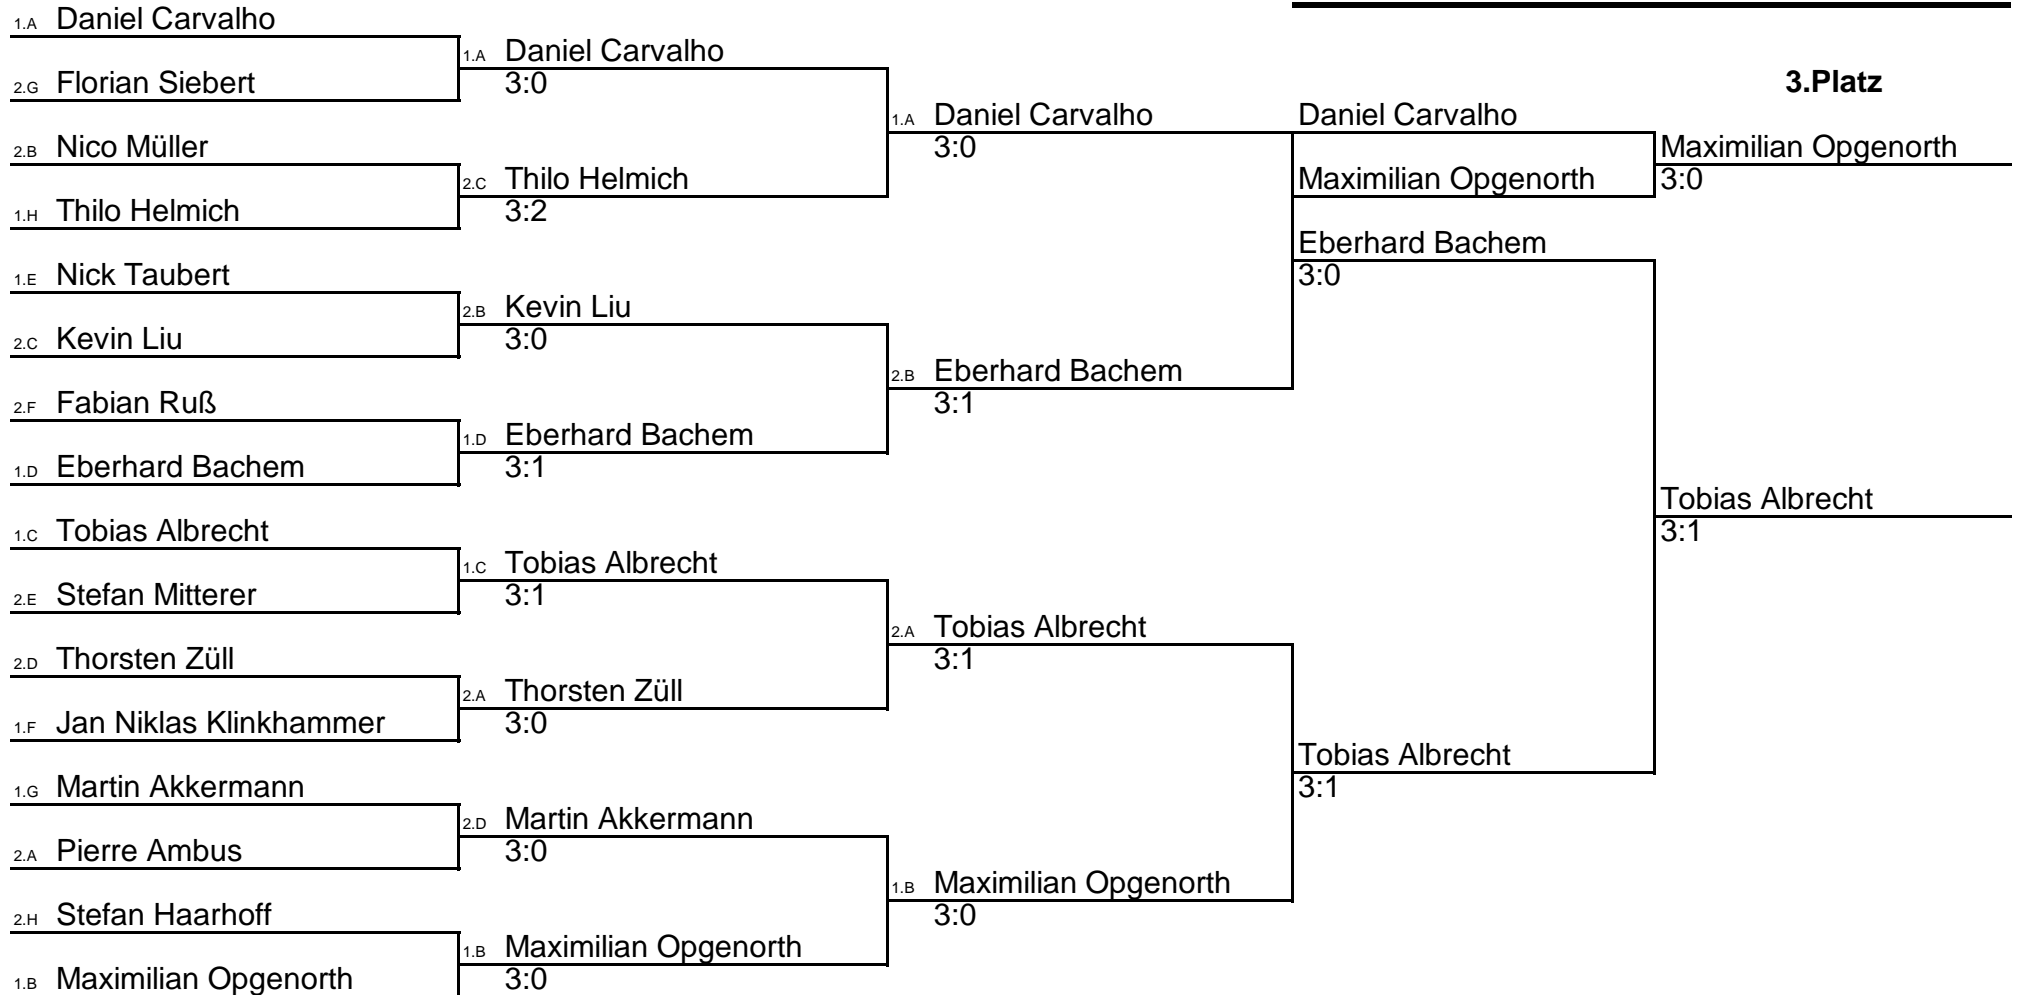 1.A Daniel Carvalho
1.A Daniel Carvalho
2.G Florian Siebert
3:0
3.Platz
1.A Daniel Carvalho
Daniel Carvalho
2.B Nico Müller
3:0
Maximilian Opgenorth
2.C Thilo Helmich
Maximilian Opgenorth
3:0
1.H Thilo Helmich
3:2
Eberhard Bachem
1.E Nick Taubert
3:0
2.B Kevin Liu
2.C Kevin Liu
3:0
2.B Eberhard Bachem
2.F Fabian Ruß
3:1
1.D Eberhard Bachem
1.D Eberhard Bachem
3:1
Tobias Albrecht
1.C Tobias Albrecht
3:1
1.C Tobias Albrecht
2.E Stefan Mitterer
3:1
2.A Tobias Albrecht
2.D Thorsten Züll
3:1
2.A Thorsten Züll
1.F Jan Niklas Klinkhammer
3:0
Tobias Albrecht
1.G Martin Akkermann
3:1
2.D Martin Akkermann
2.A Pierre Ambus
3:0
1.B Maximilian Opgenorth
2.H Stefan Haarhoff
3:0
1.B Maximilian Opgenorth
1.B Maximilian Opgenorth
3:0